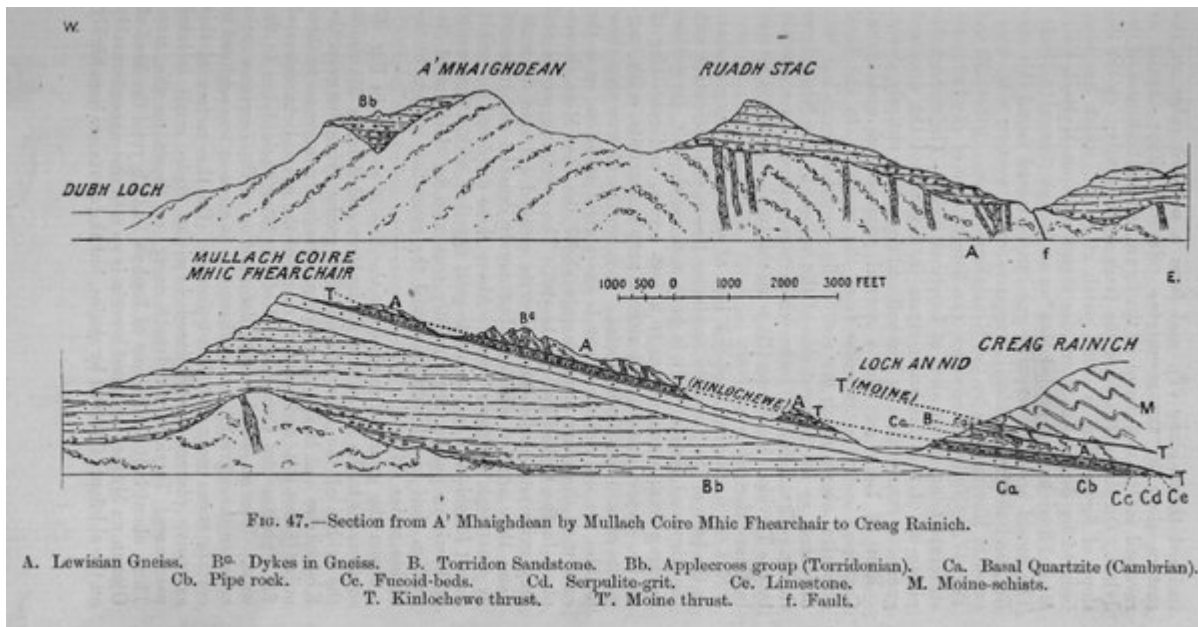 W.
A' MHAIGHDEAN
RUADH STAC
Bb
DUBH LOCH
A
f
MULLACH COIRE
MHIC FHEARCHAIR
E.
1000 500 0 1000 2000 3000 FEET
T
A
Ba
A
CREAG RAINICH
LOCH AN NID
T (KINLOCHEWE)
A
T
T' (MOINE)
Ca
B
M
A
T'
T
Bb
Ca
Cb
Cc Cd Ce
FIG. 47.—Section from A' Mhaighdean by Mullach Coire Mhic Fhearchair to Creag Rainich.
A. Lewisian Gneiss. Ba. Dykes in Gneiss. B. Torridon Sandstone. Bb. Applecross group (Torridonian). Ca. Basal Quartzite (Cambrian).
Cb. Pipe rock. Cc. Fucoid-beds. Cd. Serpulite-grit. Ce. Limestone. M. Moine-schists.
T. Kinlochewe thrust. T'. Moine thrust. f. Fault.